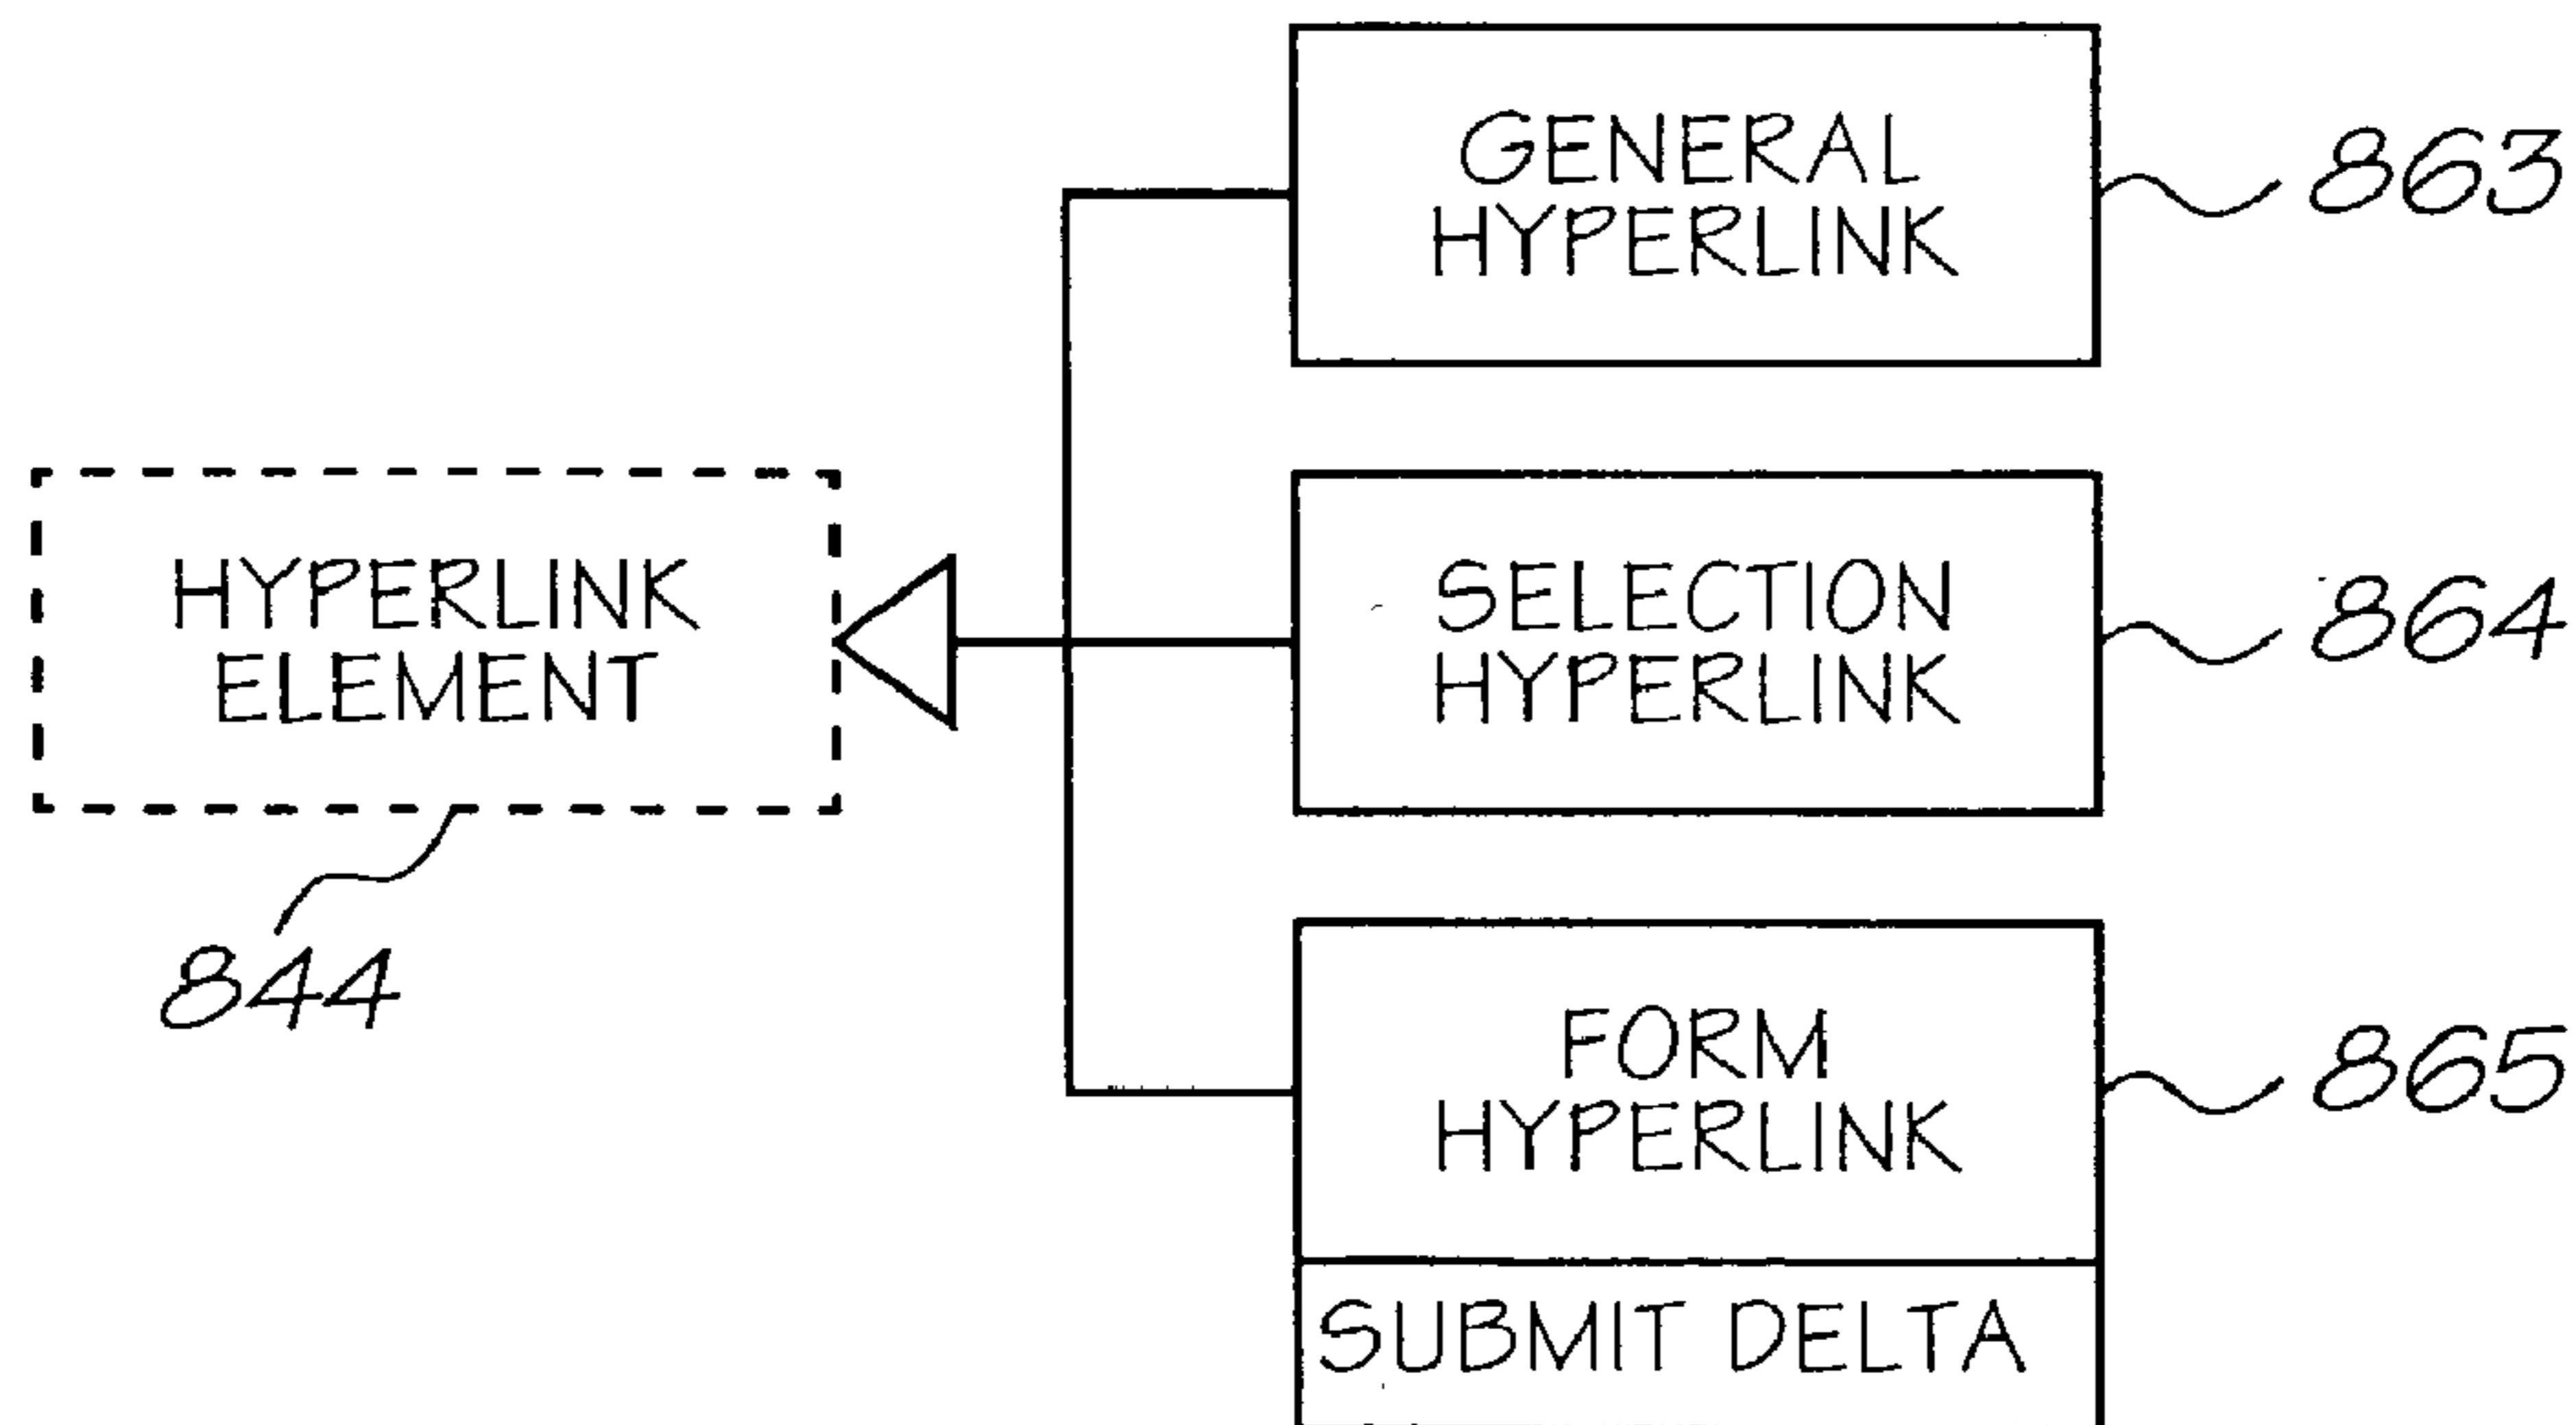 GENERAL
HYPERLINK
863
HYPERLINK
ELEMENT
844
SELECTION
HYPERLINK
864
FORM
HYPERLINK
865
SUBMIT DELTA